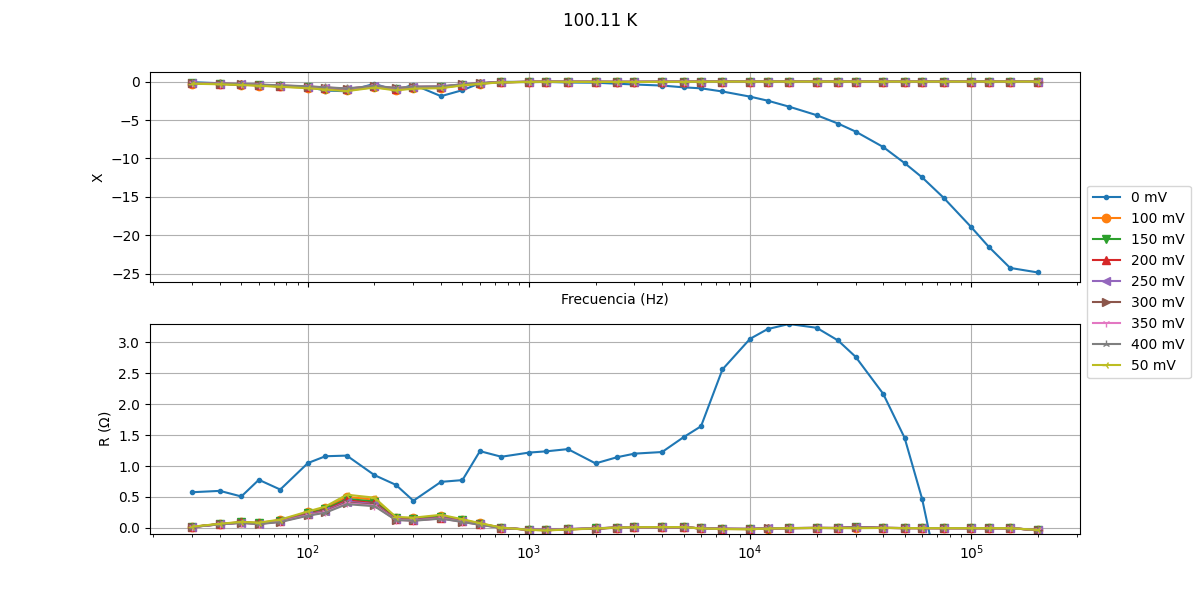 100.11 K
0
−5
−10
−15
−20
−25
X
Frecuencia (Hz)
3.0
2.5
2.0
1.5
1.0
0.5
0.0
R (Ω)
10² 10³ 10⁴ 10⁵
0 mV
100 mV
150 mV
200 mV
250 mV
300 mV
350 mV
400 mV
50 mV